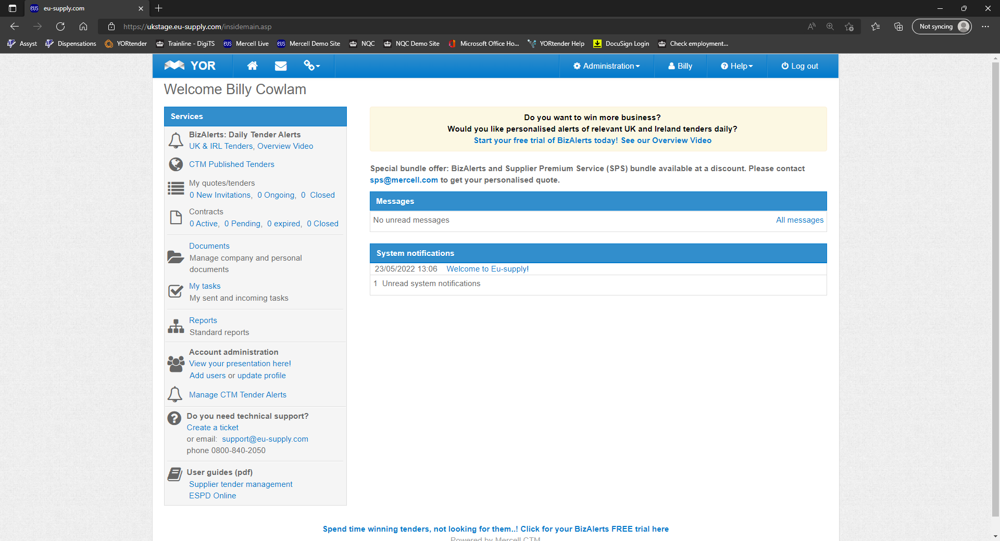 eu-supply.com
https://ukstage.eu-supply.com/insidemain.asp
Not syncing
Assyst Dispensations YORtender Trainline - DigiTS Mercell Live Mercell Demo Site NQC NQC Demo Site Microsoft Office Ho... YORtender Help DocuSign Login Check employment...
YOR Administration Billy Help Log out
Welcome Billy Cowlam
Services
BizAlerts: Daily Tender Alerts
UK & IRL Tenders, Overview Video
CTM Published Tenders
My quotes/tenders
0 New Invitations, 0 Ongoing, 0 Closed
Contracts
0 Active, 0 Pending, 0 expired, 0 Closed
Documents
Manage company and personal
documents
My tasks
My sent and incoming tasks
Reports
Standard reports
Account administration
View your presentation here!
Add users or update profile
Manage CTM Tender Alerts
Do you need technical support?
Create a ticket
or email: support@eu-supply.com
phone 0800-840-2050
User guides (pdf)
Supplier tender management
ESPD Online
Do you want to win more business?
Would you like personalised alerts of relevant UK and Ireland tenders daily?
Start your free trial of BizAlerts today! See our Overview Video
Special bundle offer: BizAlerts and Supplier Premium Service (SPS) bundle available at a discount. Please contact
sps@mercell.com to get your personalised quote.
Messages
No unread messages All messages
System notifications
23/05/2022 13:06 Welcome to Eu-supply!
1 Unread system notifications
Spend time winning tenders, not looking for them..! Click for your BizAlerts FREE trial here
Powered by Mercell CTM